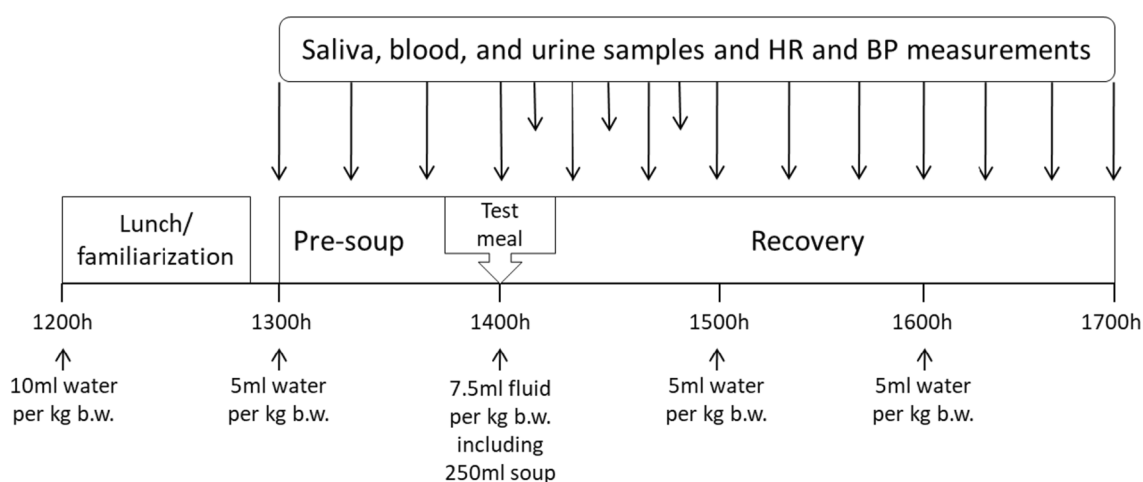 Saliva, blood, and urine samples and HR and BP measurements
Lunch/
familiarization
Pre-soup
Test
meal
Recovery
1200h
1300h
1400h
1500h
1600h
1700h
10ml water
per kg b.w.
5ml water
per kg b.w.
7.5ml fluid
per kg b.w.
including
250ml soup
5ml water
per kg b.w.
5ml water
per kg b.w.